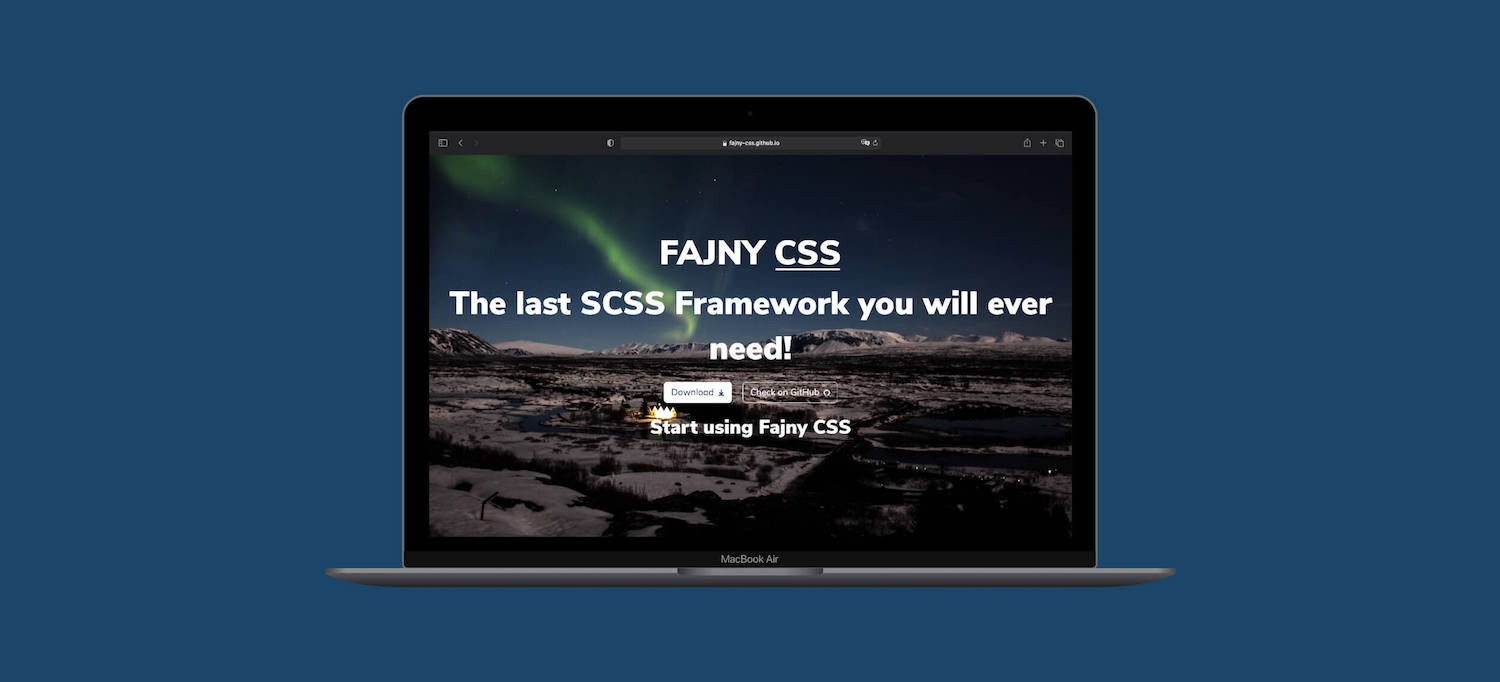 fajny-css.github.io
FAJNY CSS
The last SCSS Framework you will ever
need!
Download
Check on GitHub
Start using Fajny CSS
MacBook Air